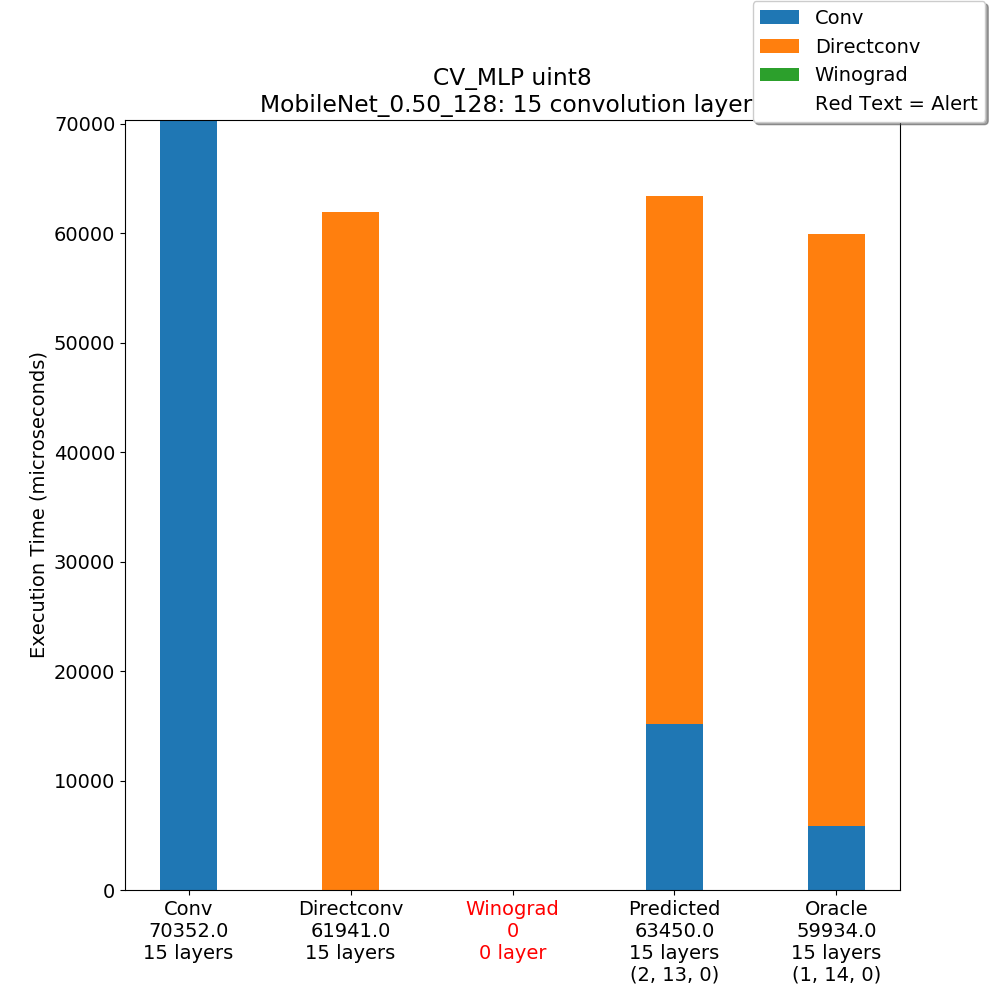 Conv
Directconv
Winograd
Red Text = Alert
CV_MLP uint8
MobileNet_0.50_128: 15 convolution layer
Execution Time (microseconds)
70000
60000
50000
40000
30000
20000
10000
0
Conv
70352.0
15 layers
Directconv
61941.0
15 layers
Winograd
0
0 layer
Predicted
63450.0
15 layers
(2, 13, 0)
Oracle
59934.0
15 layers
(1, 14, 0)